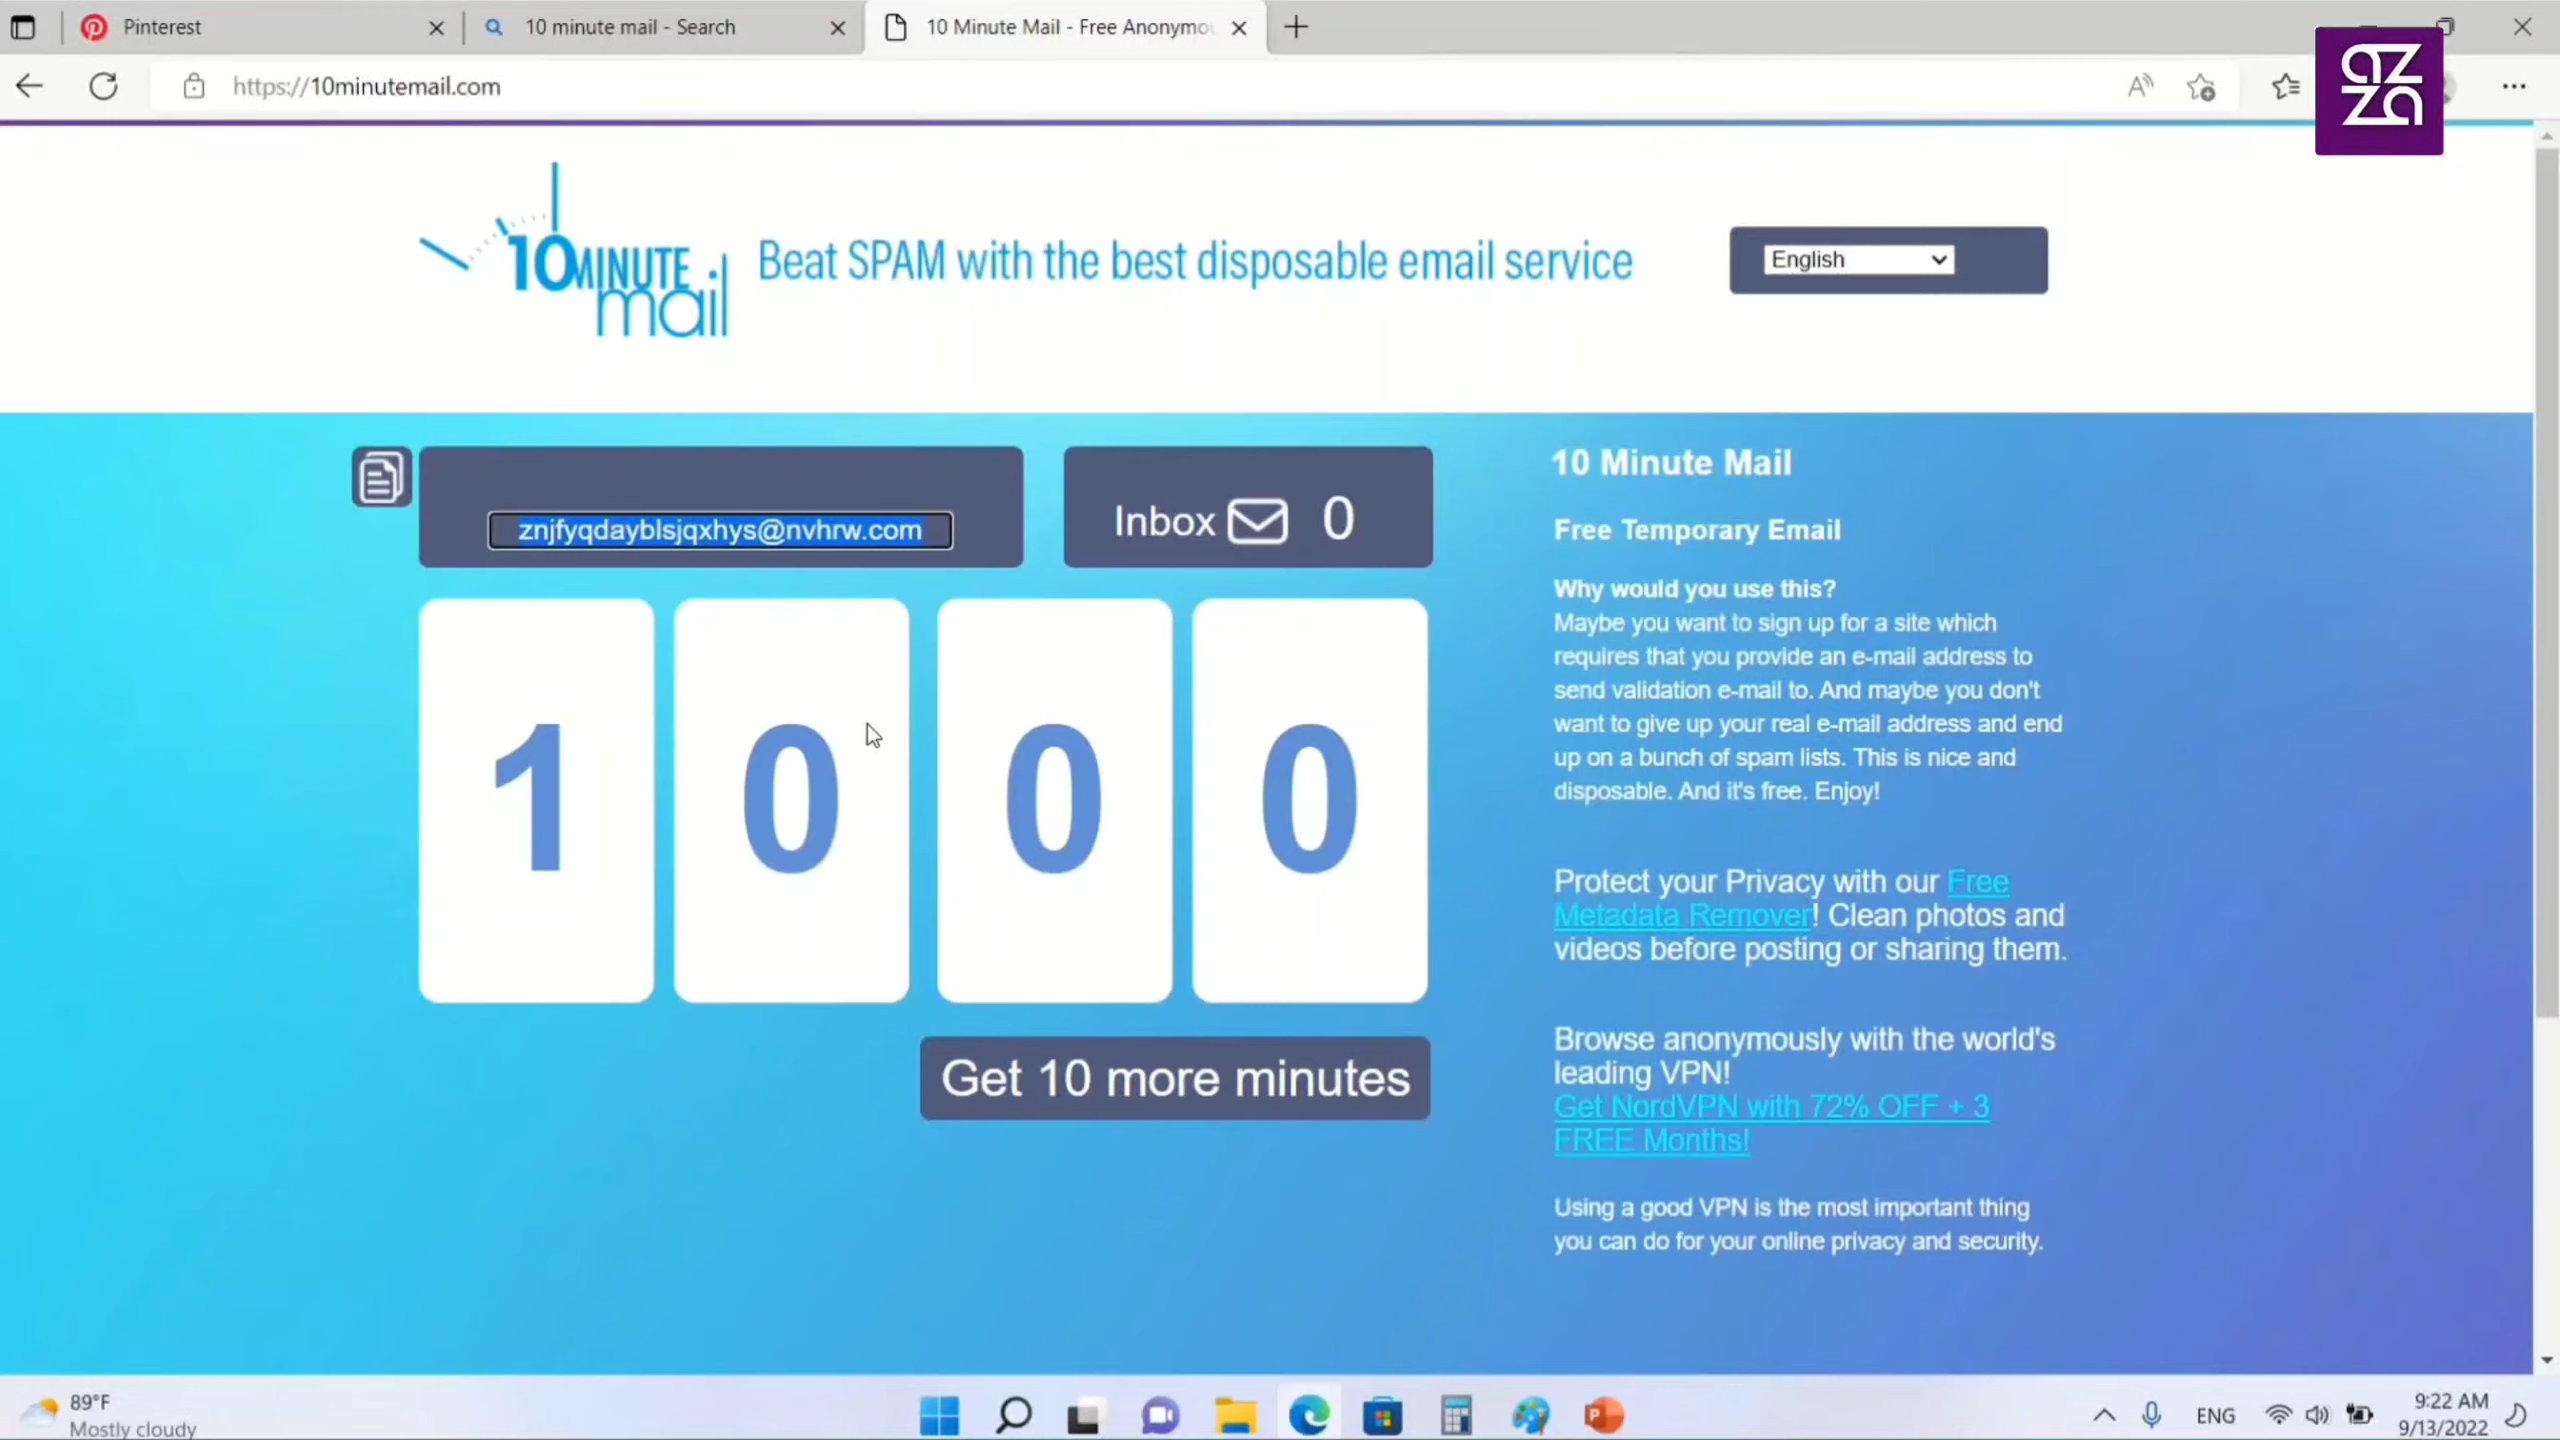 Pinterest
10 minute mail - Search
10 Minute Mail - Free Anonymo
https://10minutemail.com
azza
10MINUTE
mail
Beat SPAM with the best disposable email service
English
znjfyqdayblsjqxhys@nvhrw.com
Inbox 0
1 0 0 0
Get 10 more minutes
10 Minute Mail
Free Temporary Email
Why would you use this?
Maybe you want to sign up for a site which
requires that you provide an e-mail address to
send validation e-mail to. And maybe you don't
want to give up your real e-mail address and end
up on a bunch of spam lists. This is nice and
disposable. And it's free. Enjoy!
Protect your Privacy with our Free
Metadata Remover! Clean photos and
videos before posting or sharing them.
Browse anonymously with the world's
leading VPN!
Get NordVPN with 72% OFF + 3
FREE Months!
Using a good VPN is the most important thing
you can do for your online privacy and security.
89°F
Mostly cloudy
ENG
9:22 AM
9/13/2022